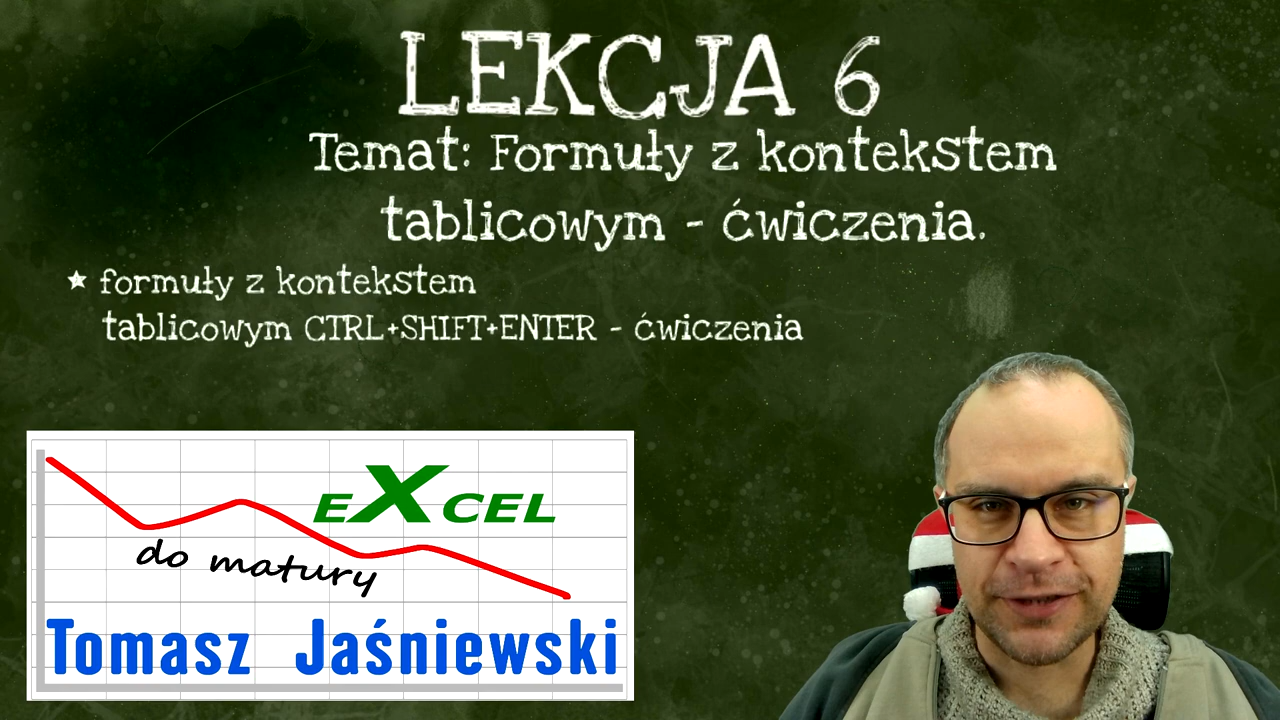 LEKCJA 6
Temat: Formuły z kontekstem
tablicowym - ćwiczenia.
★ formuły z kontekstem
tablicowym CTRL+SHIFT+ENTER - ćwiczenia
EXCEL
do matury
Tomasz Jaśniewski